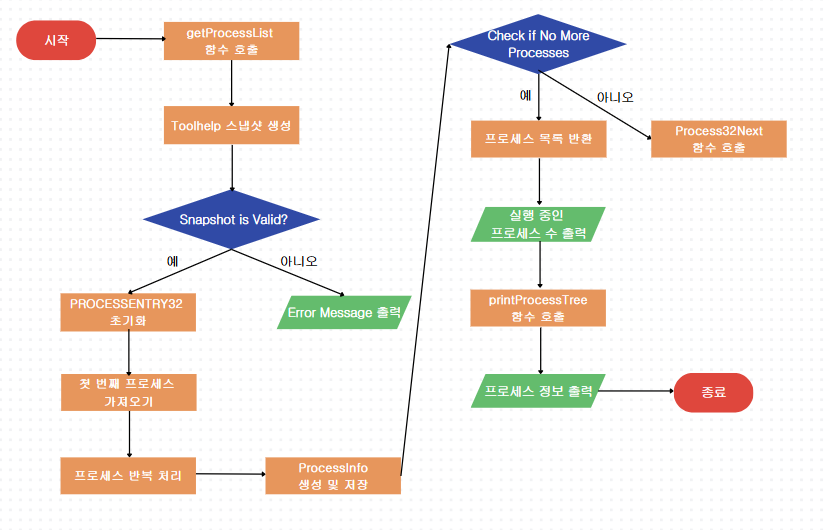 시작
getProcessList
함수 호출
Toolhelp 스냅샷 생성
Snapshot is Valid?
예
아니오
PROCESSENTRY32
초기화
Error Message 출력
첫 번째 프로세스
가져오기
프로세스 반복 처리
ProcessInfo
생성 및 저장
Check if No More
Processes
예
아니오
프로세스 목록 반환
Process32Next
함수 호출
실행 중인
프로세스 수 출력
printProcessTree
함수 호출
프로세스 정보 출력
종료